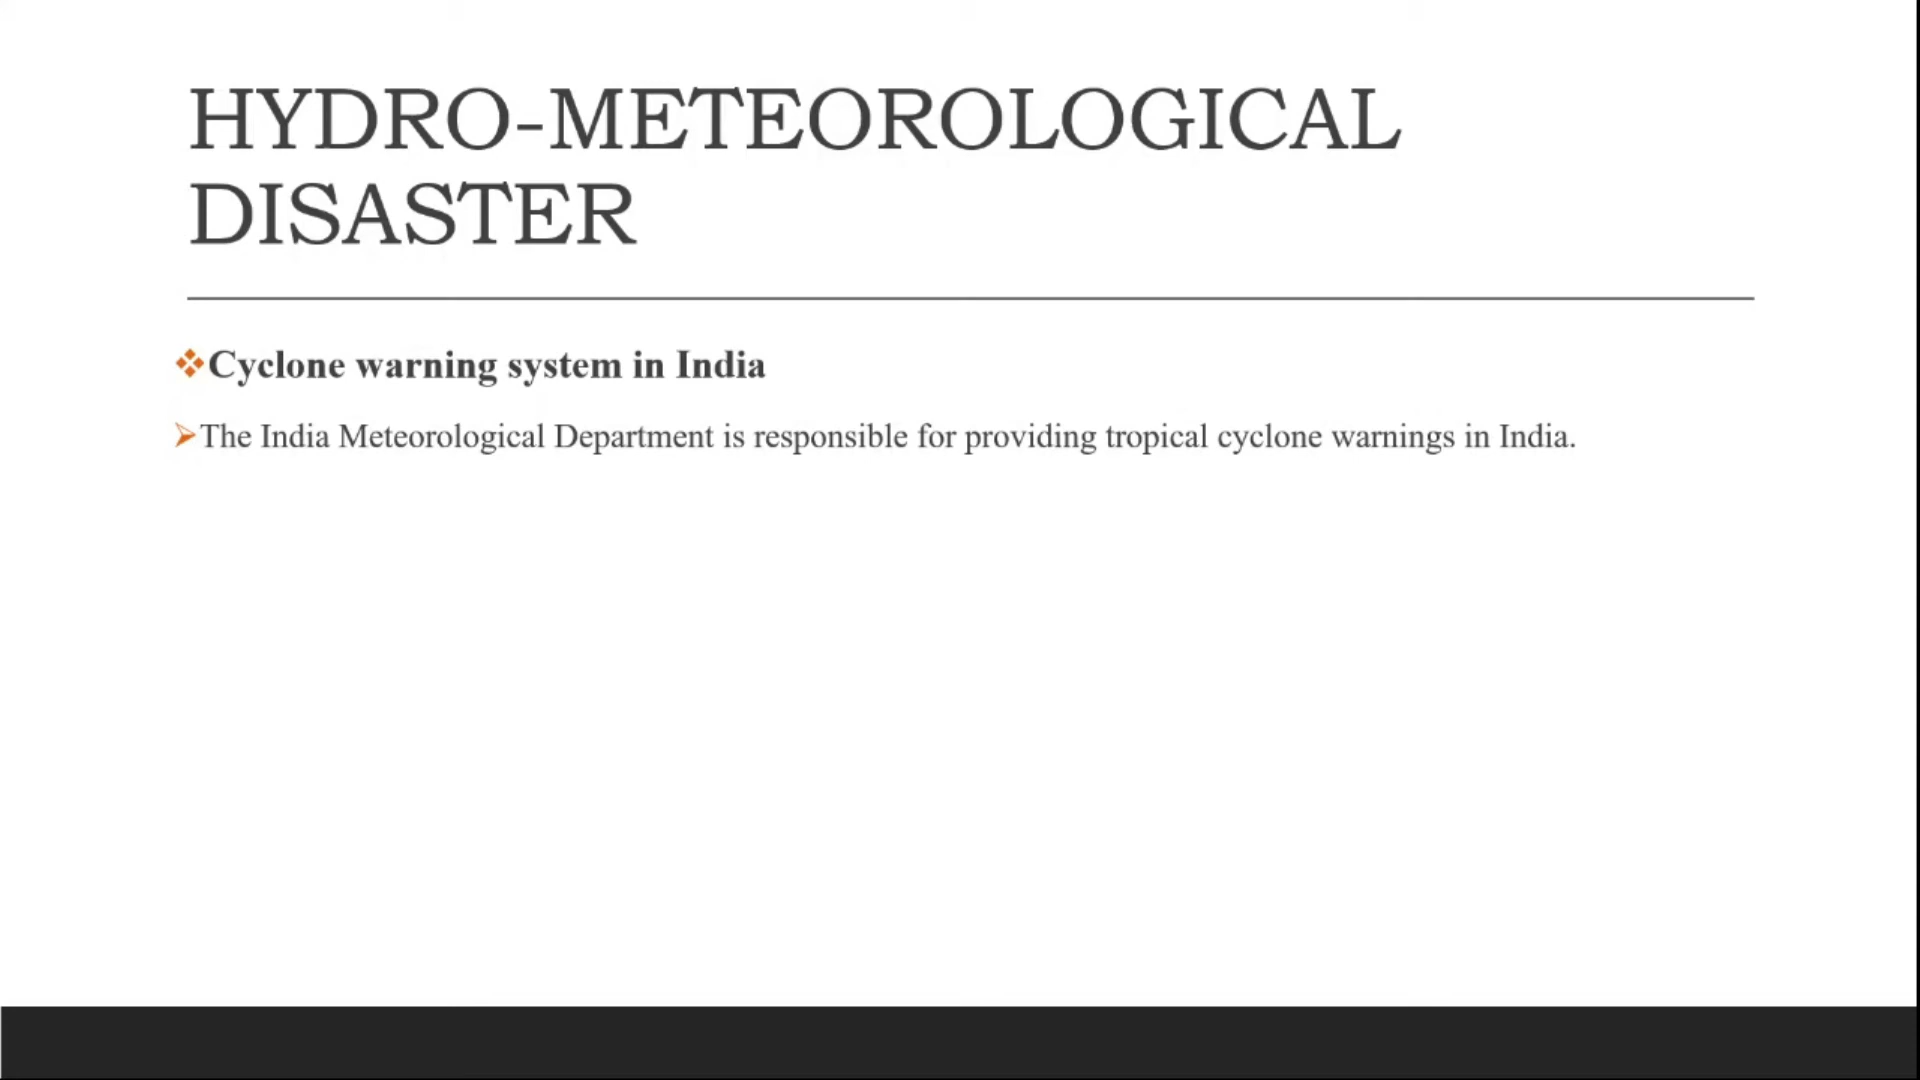 HYDRO-METEOROLOGICAL
DISASTER
Cyclone warning system in India
The India Meteorological Department is responsible for providing tropical cyclone warnings in India.